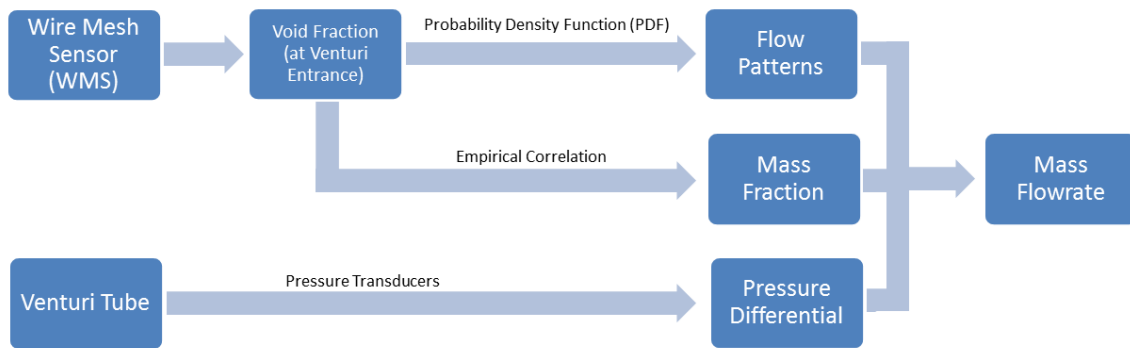 Wire Mesh
Sensor
(WMS)
Void Fraction
(at Venturi
Entrance)
Probability Density Function (PDF)
Flow
Patterns
Empirical Correlation
Mass
Fraction
Mass
Flowrate
Venturi Tube
Pressure Transducers
Pressure
Differential